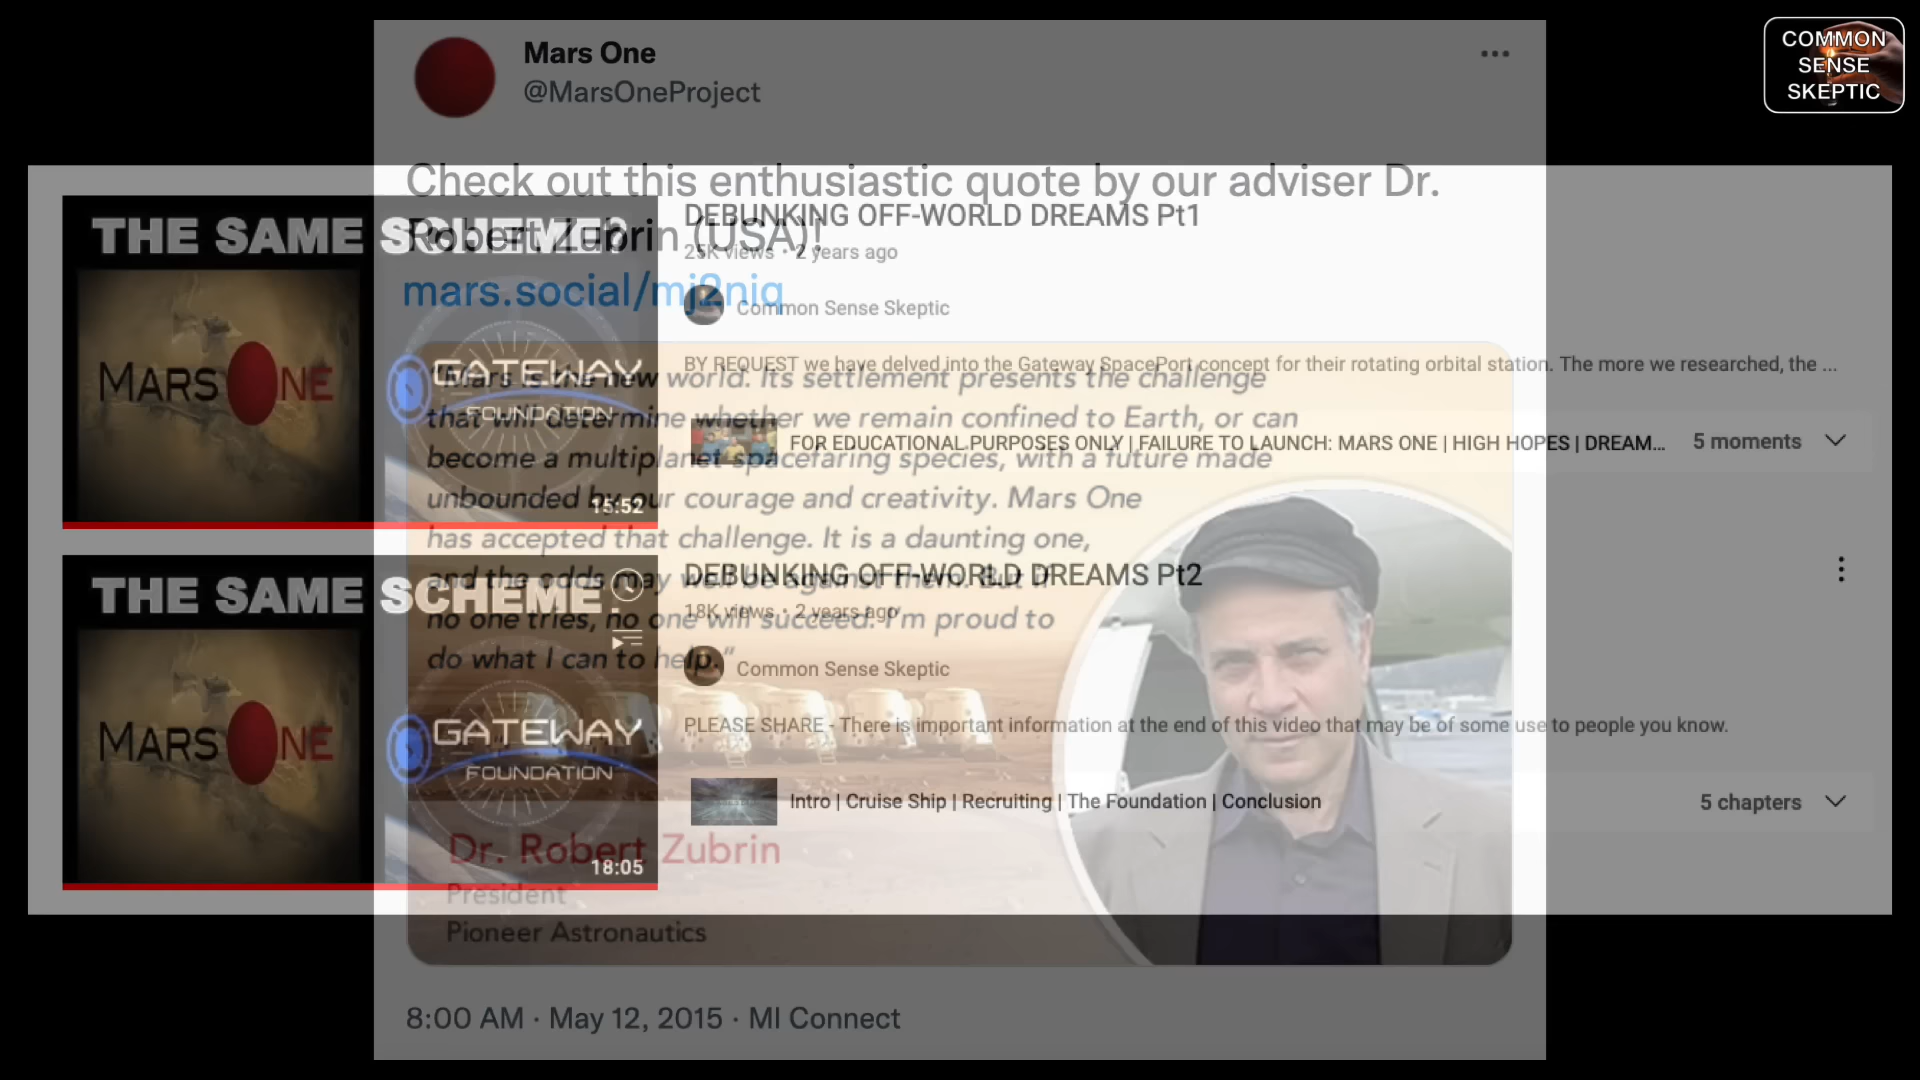 Mars One
@MarsOneProject
COMMON
SENSE
SKEPTIC
Check out this enthusiastic quote by our adviser Dr.
Robert Zubrin (USA)!
mars.social/mj2niq
"Mars is the new world. Its settlement presents the challenge
that will determine whether we remain confined to Earth, or can
become a multiplanet spacefaring species, with a future made
unbounded by our courage and creativity. Mars One
has accepted that challenge. It is a daunting one,
and the odds may well be against them. But if
no one tries, no one will succeed. I'm proud to
do what I can to help."
Dr. Robert Zubrin
President
Pioneer Astronautics
8:00 AM · May 12, 2015 · MI Connect
THE SAME SCHEME?
MARS ONE
GATEWAY
FOUNDATION
15:52
DEBUNKING OFF-WORLD DREAMS Pt1
25K views • 2 years ago
Common Sense Skeptic
BY REQUEST we have delved into the Gateway SpacePort concept for their rotating orbital station. The more we researched, the ...
FOR EDUCATIONAL PURPOSES ONLY | FAILURE TO LAUNCH: MARS ONE | HIGH HOPES | DREAM...
5 moments
THE SAME SCHEME
MARS ONE
GATEWAY
FOUNDATION
18:05
DEBUNKING OFF-WORLD DREAMS Pt2
18K views • 2 years ago
Common Sense Skeptic
PLEASE SHARE - There is important information at the end of this video that may be of some use to people you know.
Intro | Cruise Ship | Recruiting | The Foundation | Conclusion
5 chapters